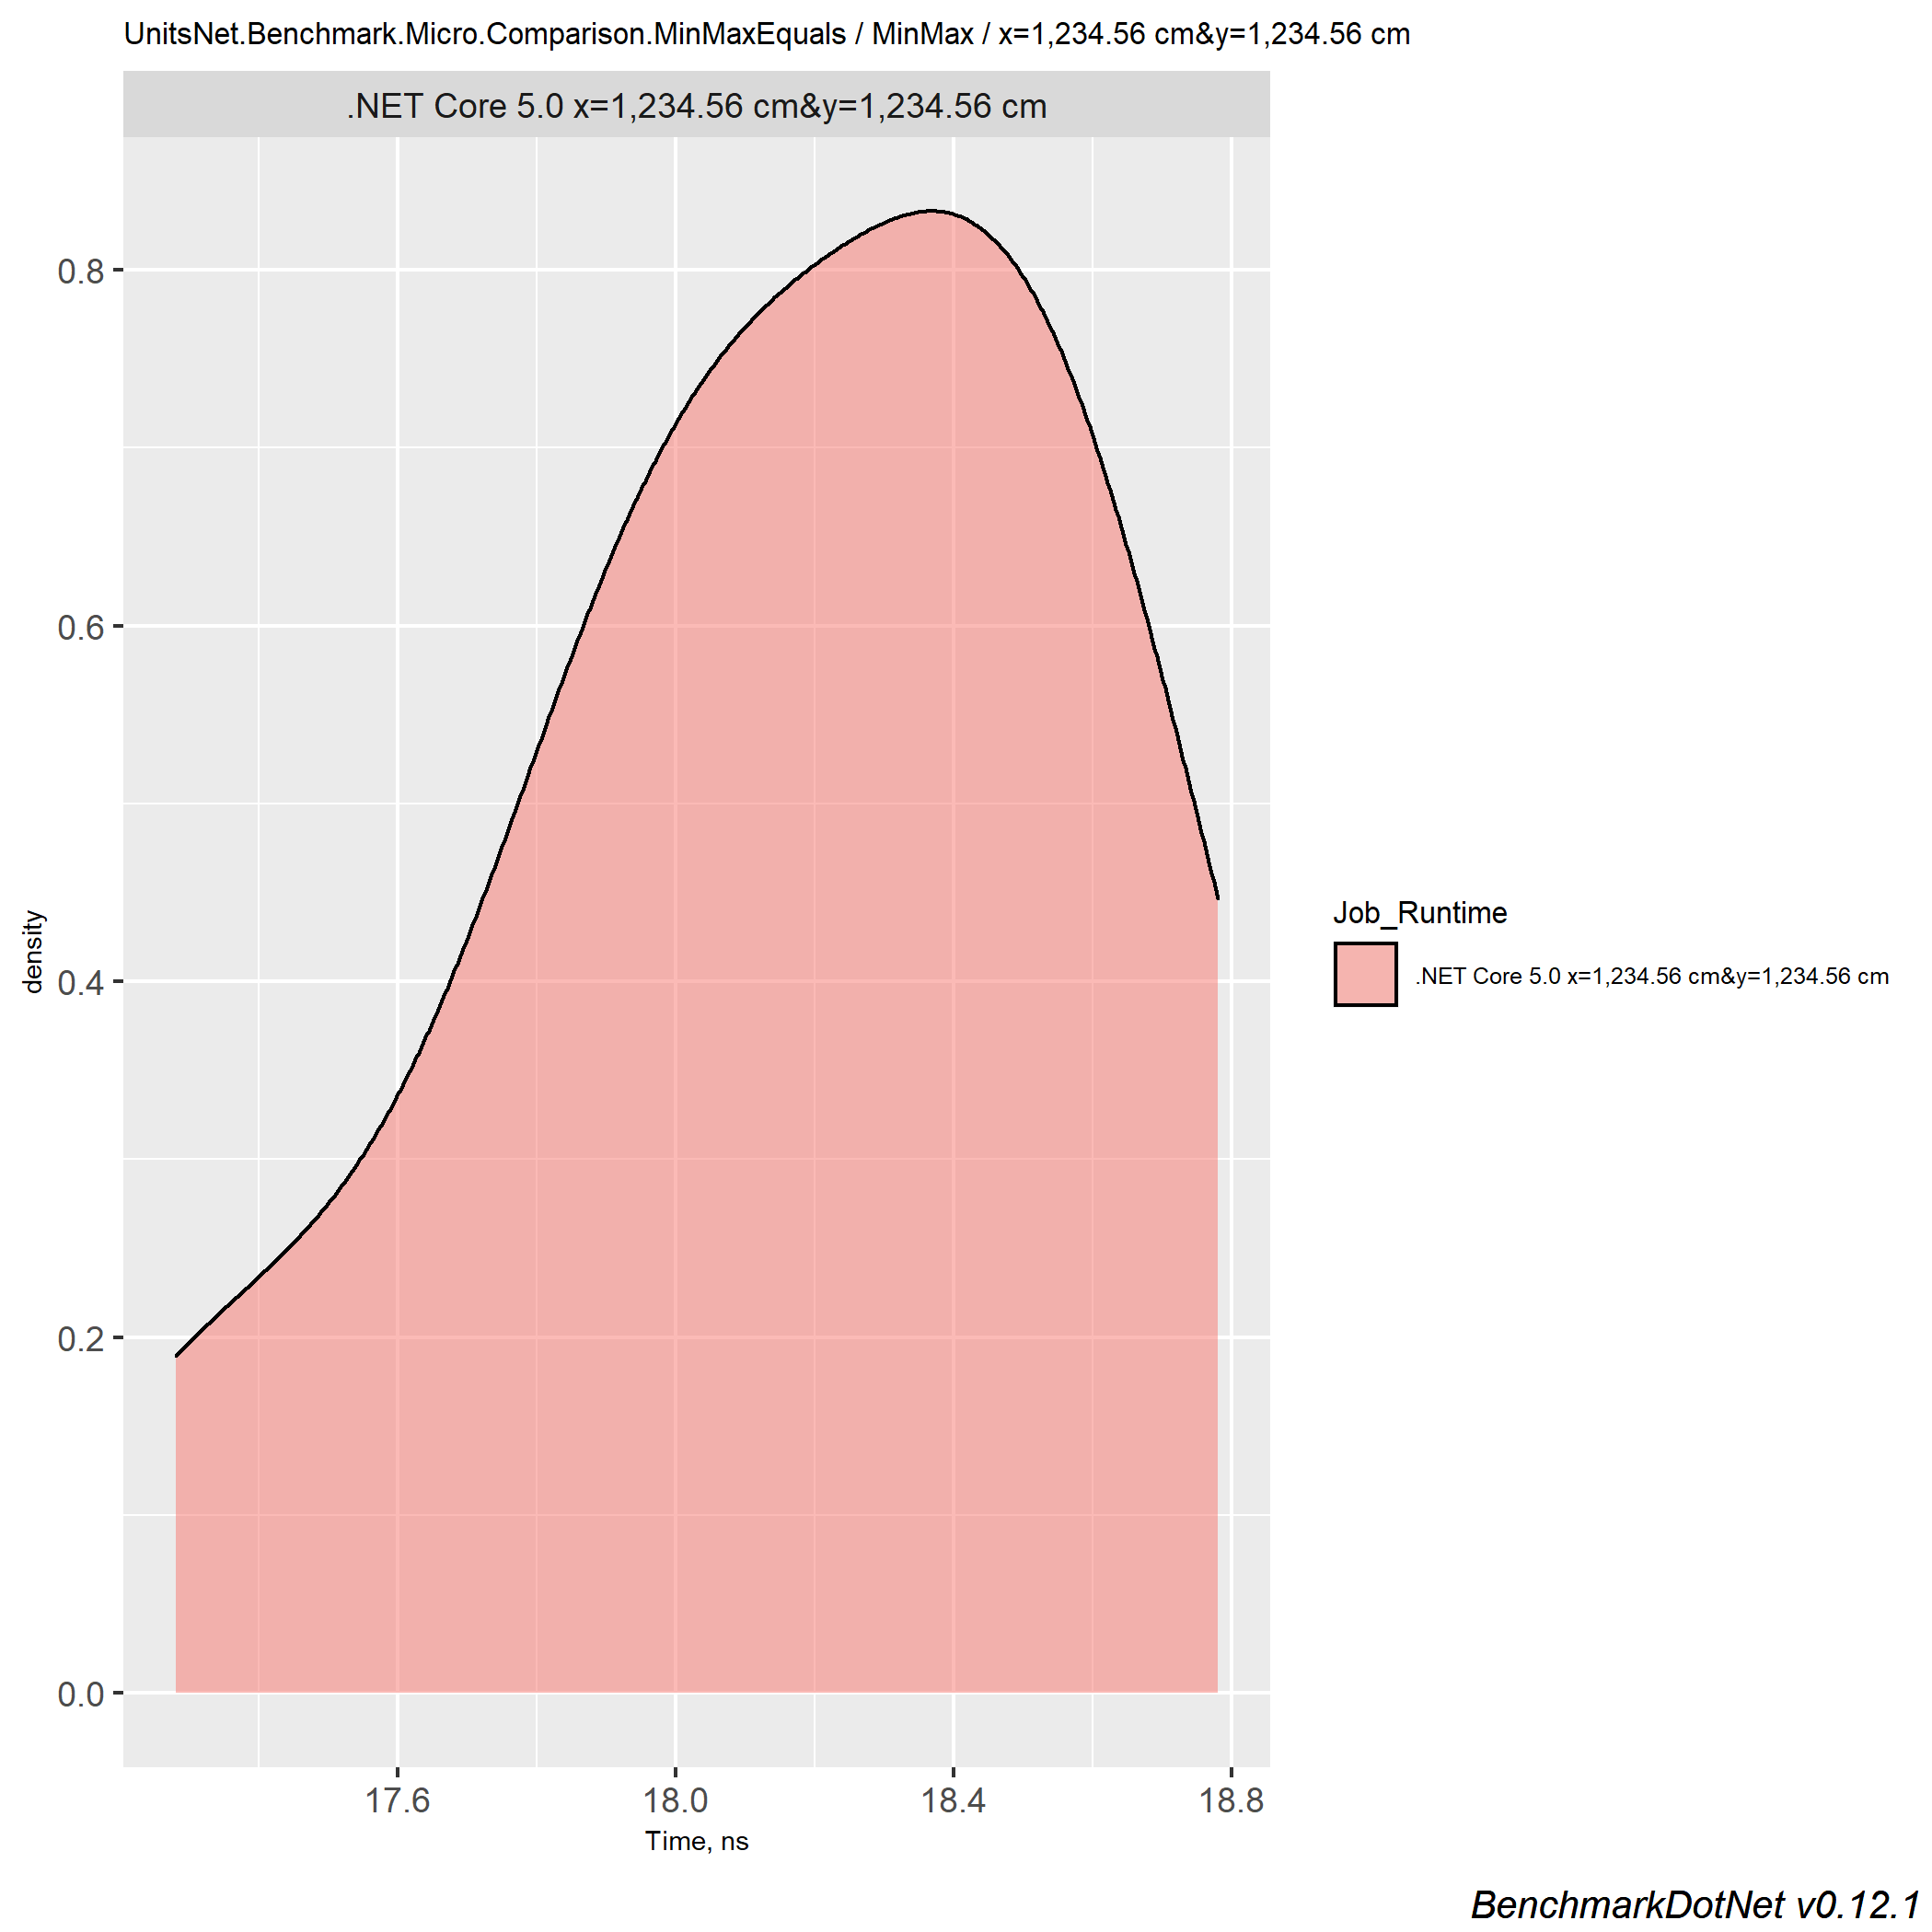 UnitsNet.Benchmark.Micro.Comparison.MinMaxEquals / MinMax / x=1,234.56 cm&y=1,234.56 cm
.NET Core 5.0 x=1,234.56 cm&y=1,234.56 cm
0.8
0.6
0.4
0.2
0.0
density
17.6 18.0 18.4 18.8
Time, ns
Job_Runtime
.NET Core 5.0 x=1,234.56 cm&y=1,234.56 cm
BenchmarkDotNet v0.12.1